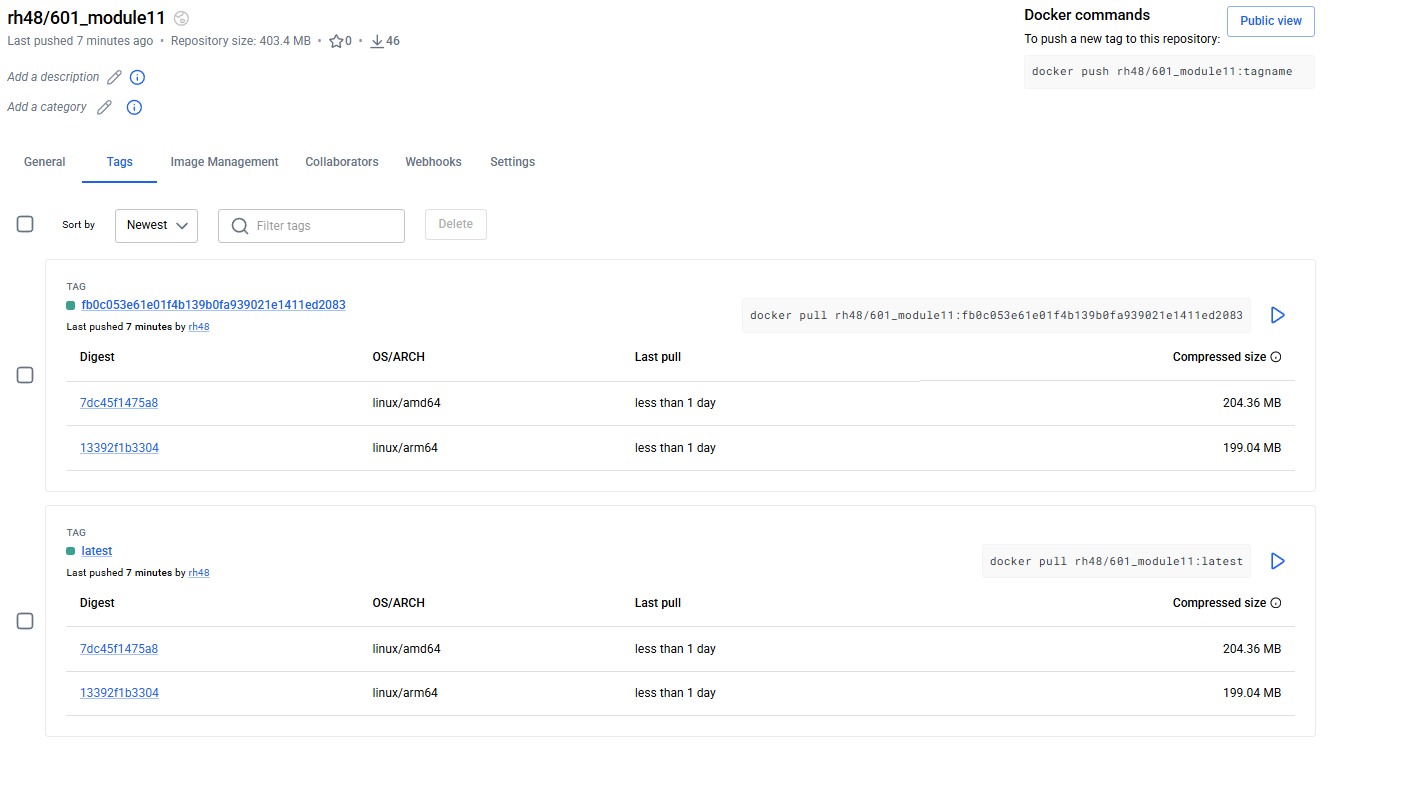 rh48/601_module11
Last pushed 7 minutes ago • Repository size: 403.4 MB • 0 • 46
Add a description
Add a category
Docker commands
Public view
To push a new tag to this repository:
docker push rh48/601_module11:tagname
General Tags Image Management Collaborators Webhooks Settings
Sort by Newest Filter tags Delete
TAG
fb0c053e61e01f4b139b0fa939021e1411ed2083
Last pushed 7 minutes by rh48
docker pull rh48/601_module11:fb0c053e61e01f4b139b0fa939021e1411ed2083
Digest OS/ARCH Last pull Compressed size
7dc45f1475a8 linux/amd64 less than 1 day 204.36 MB
13392f1b3304 linux/arm64 less than 1 day 199.04 MB
TAG
latest
Last pushed 7 minutes by rh48
docker pull rh48/601_module11:latest
Digest OS/ARCH Last pull Compressed size
7dc45f1475a8 linux/amd64 less than 1 day 204.36 MB
13392f1b3304 linux/arm64 less than 1 day 199.04 MB